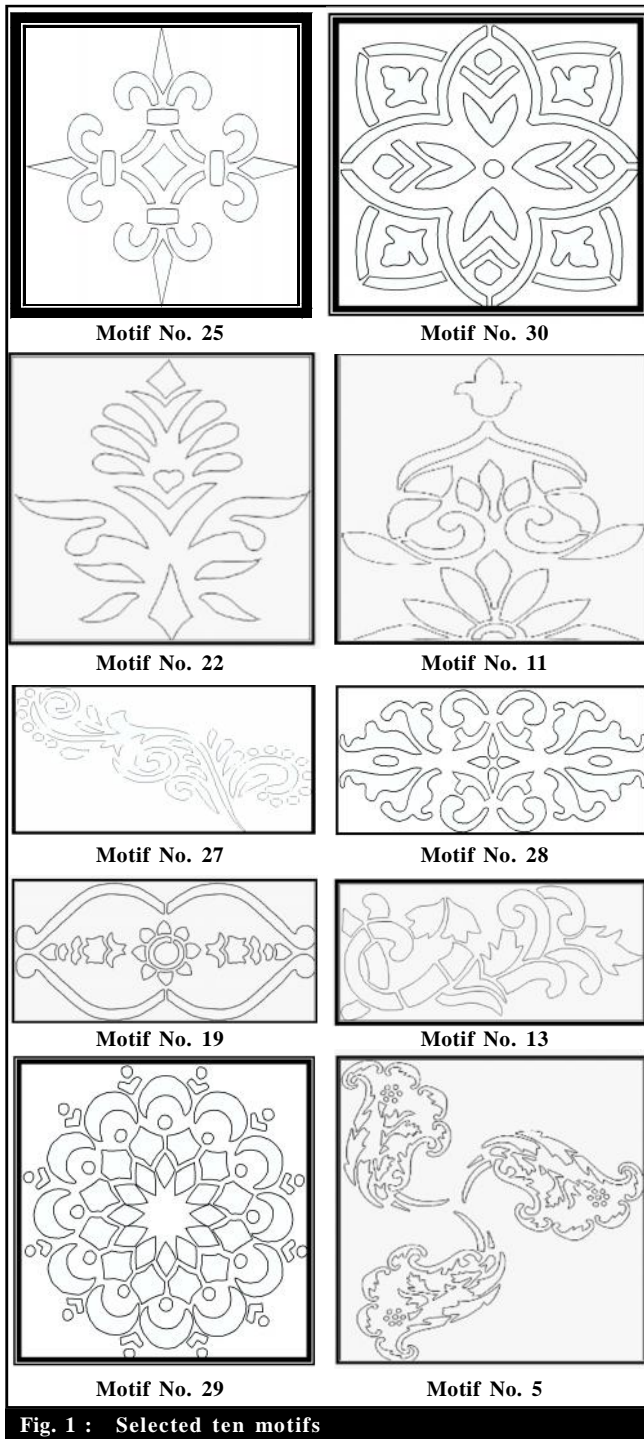 Motif No. 25
Motif No. 30
Motif No. 22
Motif No. 11
Motif No. 27
Motif No. 28
Motif No. 19
Motif No. 13
Motif No. 29
Motif No. 5
Fig. 1 : Selected ten motifs